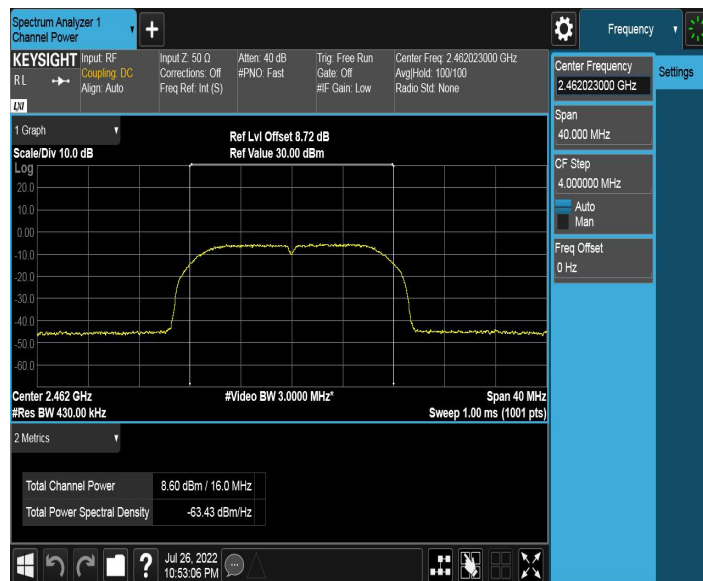 Spectrum Analyzer 1
Channel Power
+
Frequency
KEYSIGHT
Input: RF
Coupling: DC
Align: Auto
Input Z: 50 Ω
Corrections: Off
Freq Ref: Int (S)
Atten: 40 dB
#PNO: Fast
Trig: Free Run
Gate: Off
#IF Gain: Low
Center Freq: 2.462023000 GHz
Avg|Hold: 100/100
Radio Std: None
R L
LXI
Center Frequency
2.462023000 GHz
Settings
Span
40.000 MHz
CF Step
4.000000 MHz
Auto
Man
Freq Offset
0 Hz
1 Graph
Scale/Div 10.0 dB
Ref Lvl Offset 8.72 dB
Ref Value 30.00 dBm
Log
20.0
10.0
0.00
-10.0
-20.0
-30.0
-40.0
-50.0
-60.0
Center 2.462 GHz
#Video BW 3.0000 MHz*
Span 40 MHz
#Res BW 430.00 kHz
Sweep 1.00 ms (1001 pts)
2 Metrics
Total Channel Power 8.60 dBm / 16.0 MHz
Total Power Spectral Density -63.43 dBm/Hz
?
Jul 26, 2022
10:53:06 PM